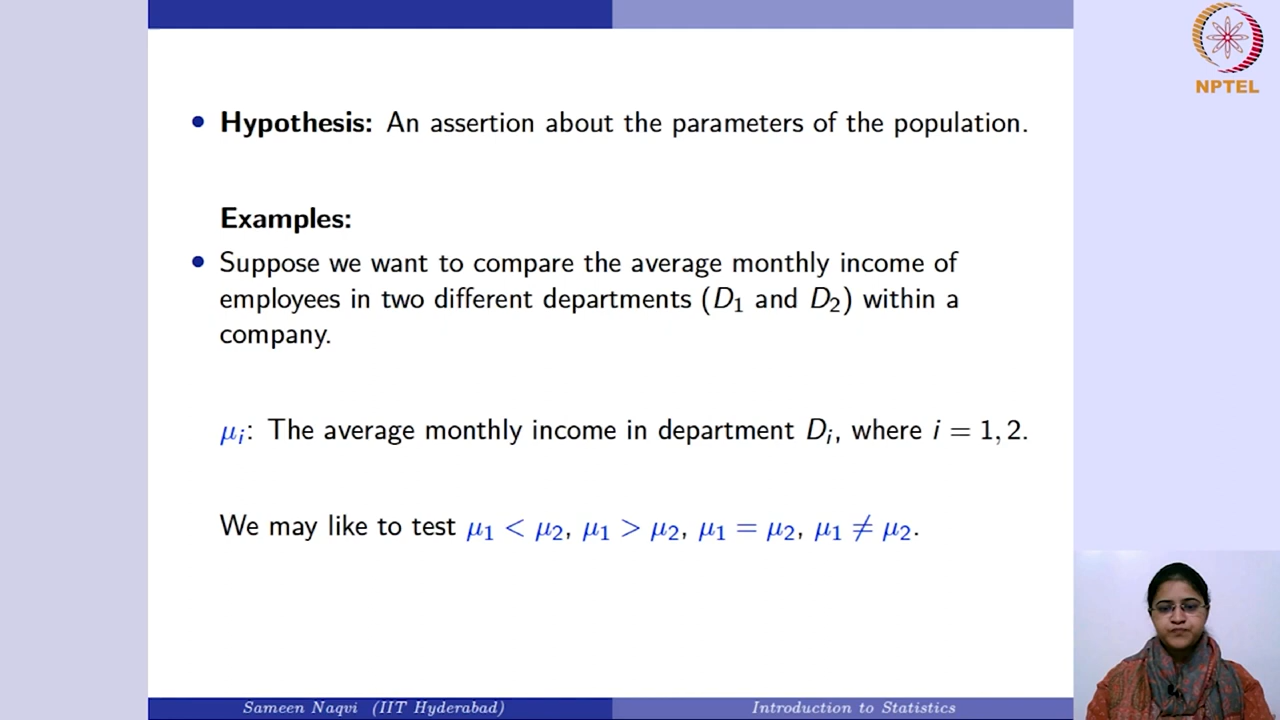 NPTEL
• Hypothesis: An assertion about the parameters of the population.
Examples:
• Suppose we want to compare the average monthly income of
employees in two different departments (D₁ and D₂) within a
company.
μᵢ: The average monthly income in department Dᵢ, where i = 1, 2.
We may like to test μ₁ < μ₂, μ₁ > μ₂, μ₁ = μ₂, μ₁ ≠ μ₂.
Sameen Naqvi (IIT Hyderabad) Introduction to Statistics